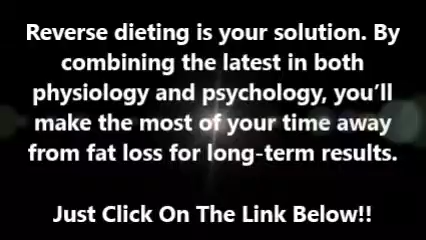 Reverse dieting is your solution. By
combining the latest in both
physiology and psychology, you’ll
make the most of your time away
from fat loss for long-term results.
Just Click On The Link Below!!